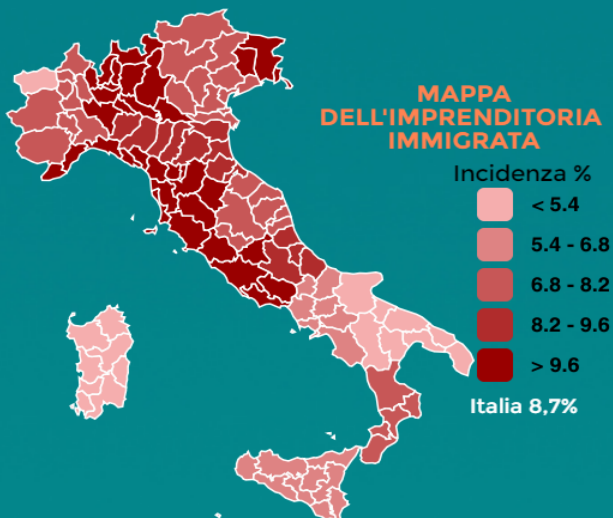 MAPPA
DELL'IMPRENDITORIA
IMMIGRATA
Incidenza %
< 5.4
5.4 - 6.8
6.8 - 8.2
8.2 - 9.6
> 9.6
Italia 8,7%